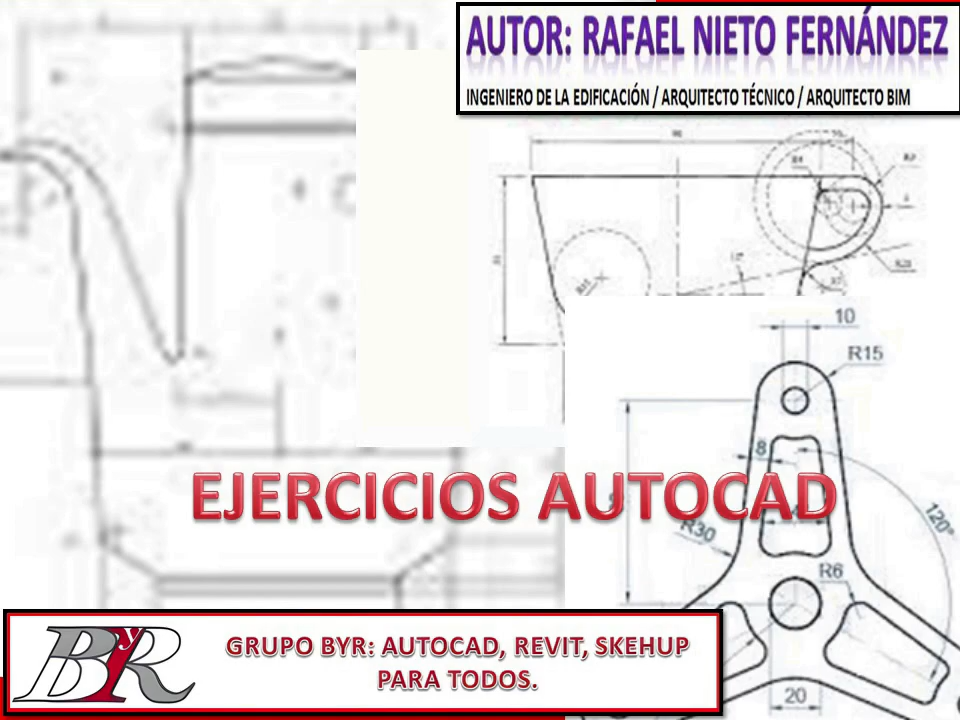 AUTOR: RAFAEL NIETO FERNÁNDEZ
INGENIERO DE LA EDIFICACIÓN / ARQUITECTO TÉCNICO / ARQUITECTO BIM
10
R15
8
120°
EJERCICIOS AUTOCAD
R30
R6
20
ByR
GRUPO BYR: AUTOCAD, REVIT, SKEHUP
PARA TODOS.